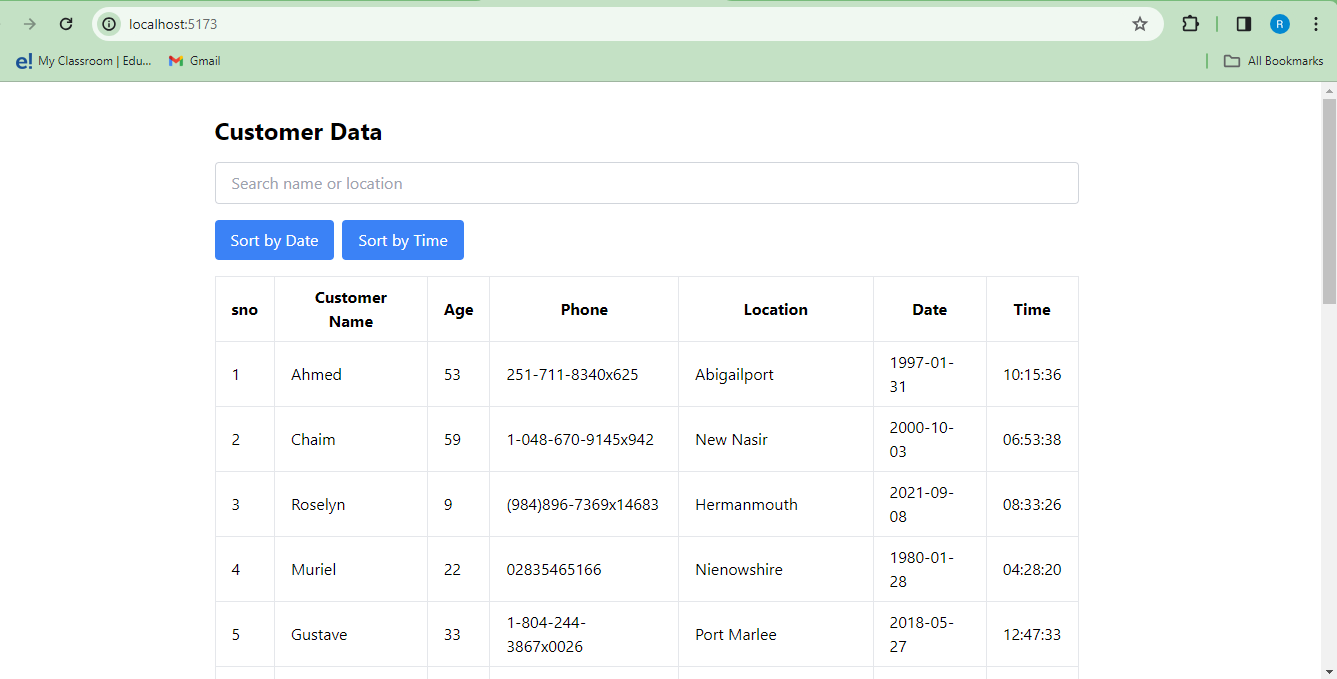 localhost:5173
R
e! My Classroom | Edu... Gmail All Bookmarks
Customer Data
Search name or location
Sort by Date Sort by Time
sno Customer Name Age Phone Location Date Time
1 Ahmed 53 251-711-8340x625 Abigailport 1997-01-31 10:15:36
2 Chaim 59 1-048-670-9145x942 New Nasir 2000-10-03 06:53:38
3 Roselyn 9 (984)896-7369x14683 Hermanmouth 2021-09-08 08:33:26
4 Muriel 22 02835465166 Nienowshire 1980-01-28 04:28:20
5 Gustave 33 1-804-244-3867x0026 Port Marlee 2018-05-27 12:47:33